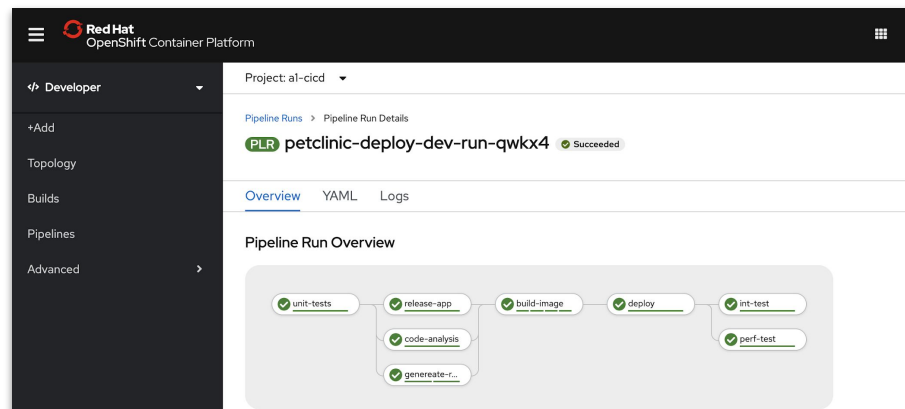 Red Hat
OpenShift Container Platform
</> Developer
+Add
Topology
Builds
Pipelines
Advanced
Project: a1-cicd
Pipeline Runs > Pipeline Run Details
PLR petclinic-deploy-dev-run-qwkx4 Succeeded
Overview YAML Logs
Pipeline Run Overview
unit-tests release-app build-image deploy int-test
code-analysis perf-test
genereate-r...